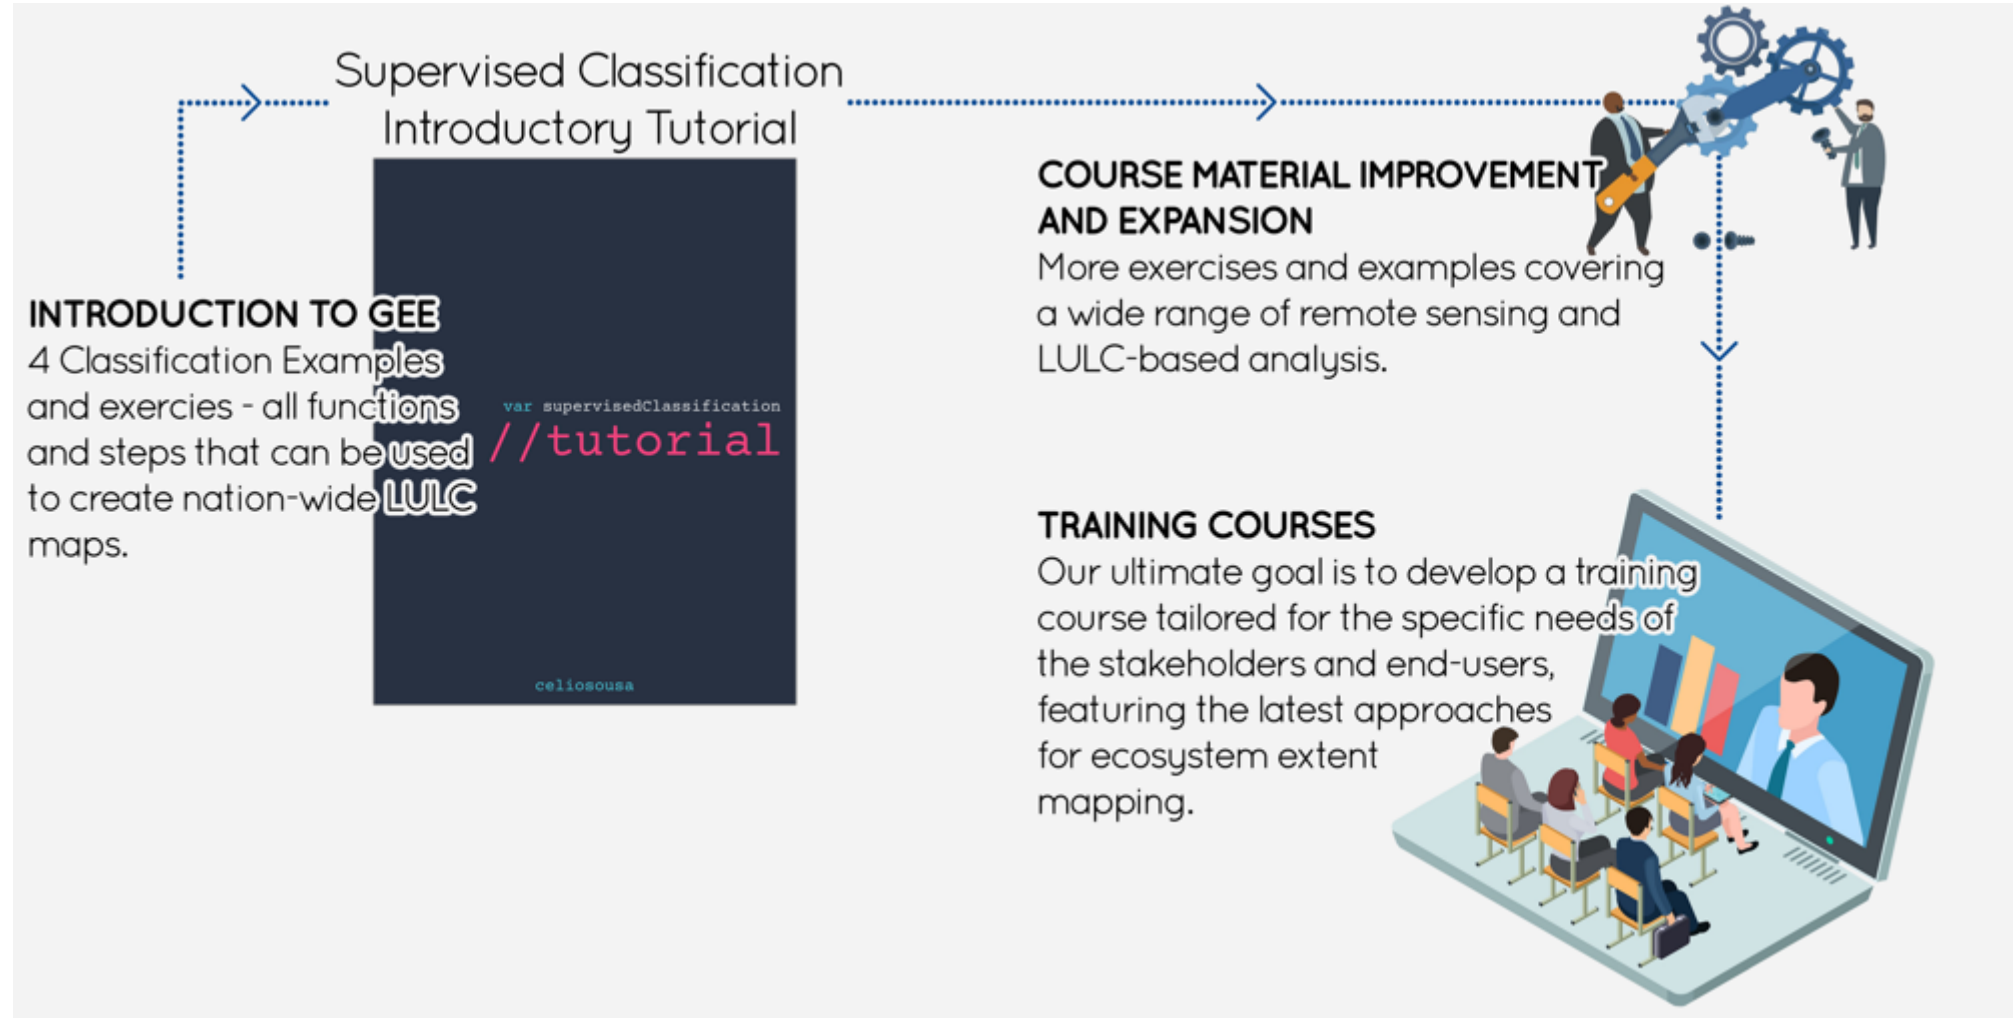 Supervised Classification
Introductory Tutorial
INTRODUCTION TO GEE
4 Classification Examples
and exercies - all functions
and steps that can be used
to create nation-wide LULC
maps.
var supervisedClassification
//tutorial
celiosousa
COURSE MATERIAL IMPROVEMENT
AND EXPANSION
More exercises and examples covering
a wide range of remote sensing and
LULC-based analysis.
TRAINING COURSES
Our ultimate goal is to develop a training
course tailored for the specific needs of
the stakeholders and end-users,
featuring the latest approaches
for ecosystem extent
mapping.